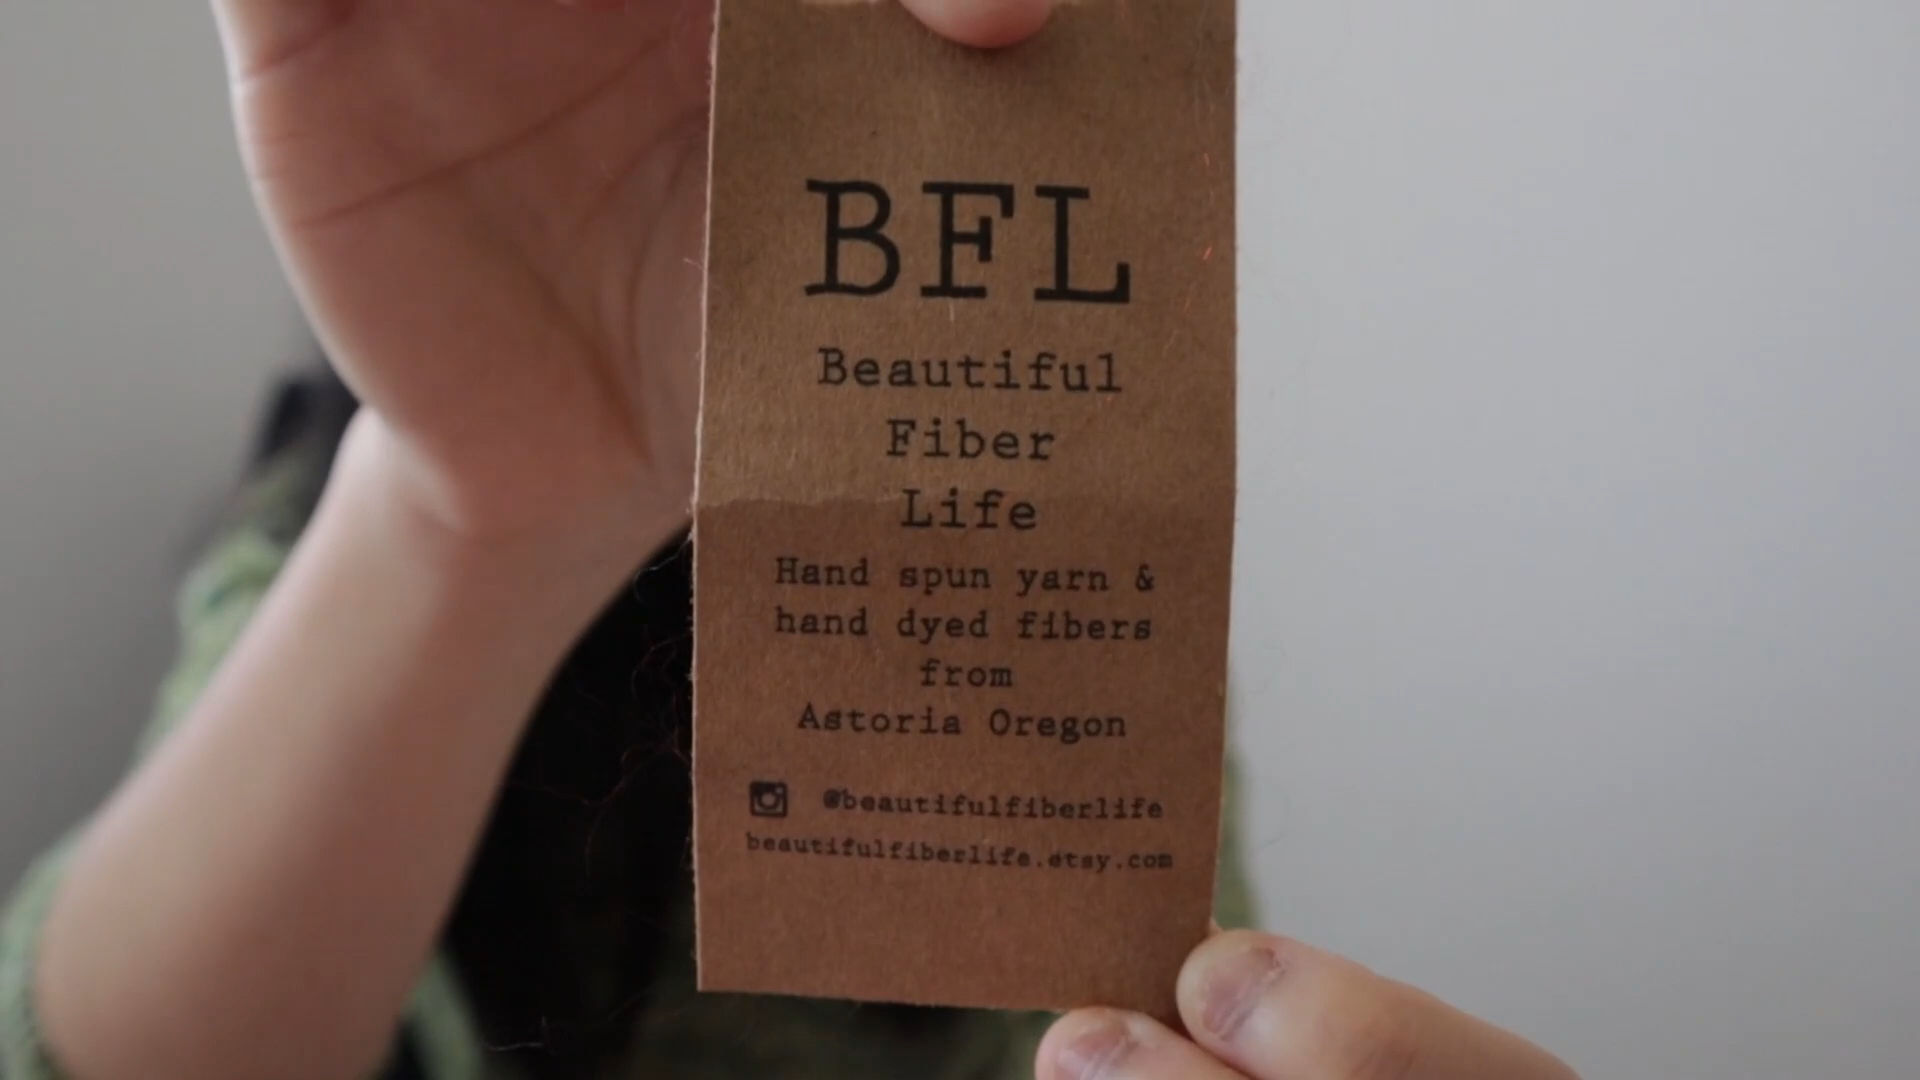 BFL
Beautiful
Fiber
Life
Hand spun yarn &
hand dyed fibers
from
Astoria Oregon
@beautifulfiberlife
beautifulfiberlife.etsy.com